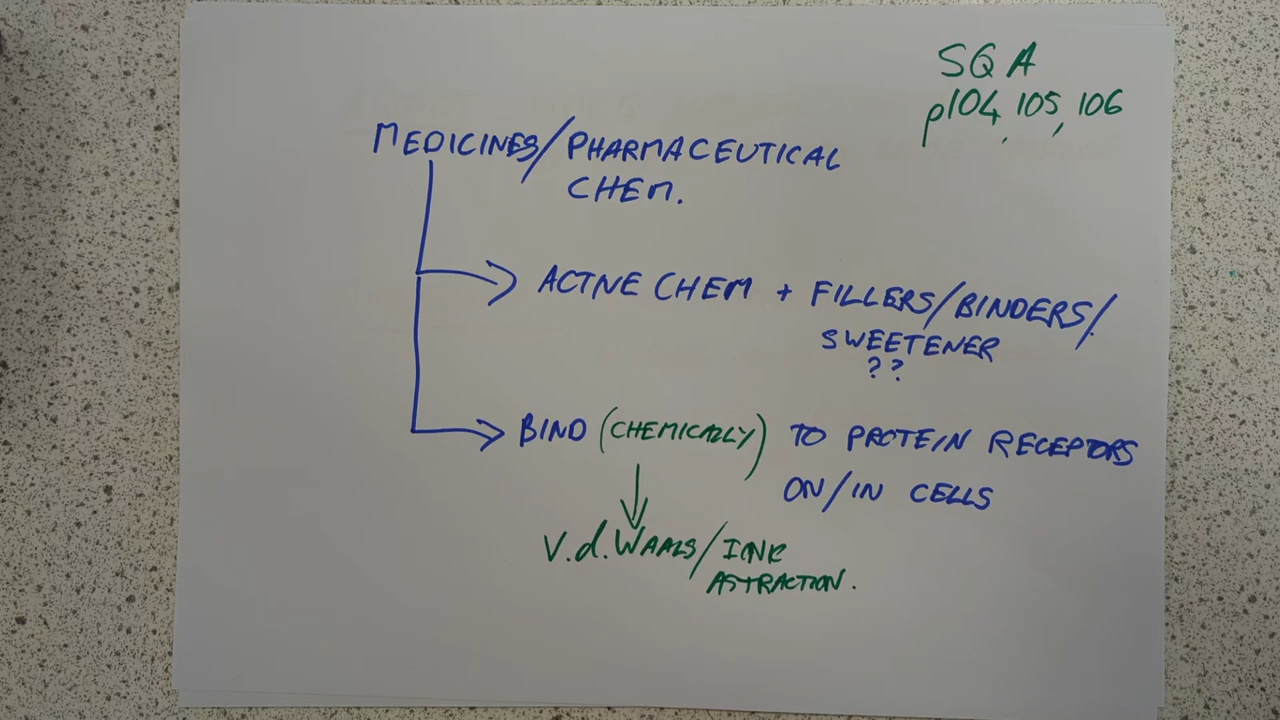 SQA
p104, 105, 106
MEDICINES/PHARMACEUTICAL
CHEM.
ACTIVE CHEM + FILLERS/BINDERS/
SWEETENER
??
BIND (CHEMICALLY) TO PROTEIN RECEPTORS
ON/IN CELLS
V.d.WAALS/IONIC
ATTRACTION.